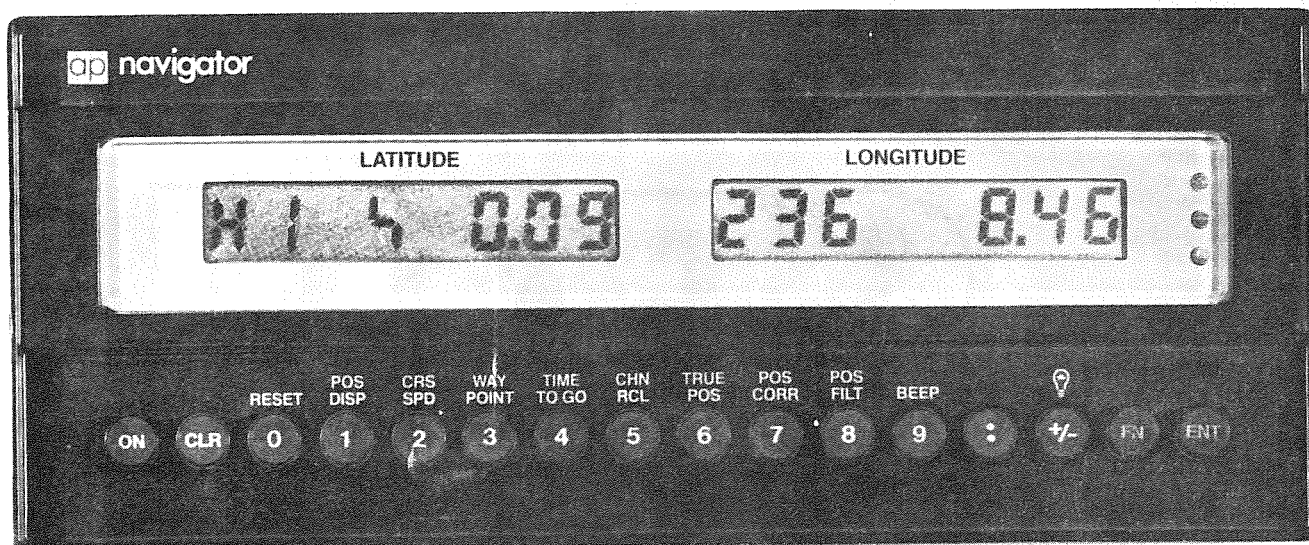 ap navigator
LATITUDE LONGITUDE
0.09 236 8.46
POS CRS WAY TIME CHN TRUE POS POS
RESET DISP SPD POINT TO GO RCL POS CORR FILT BEEP
ON CLR 0 1 2 3 4 5 6 7 8 9 : +/- FN ENT